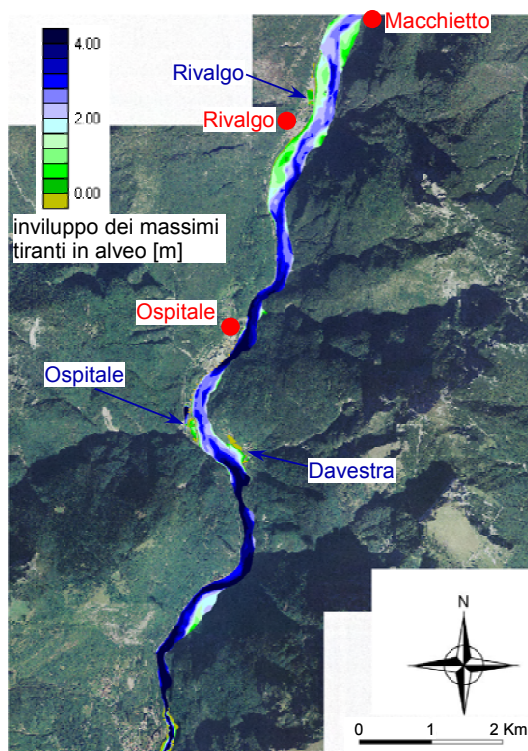 Macchietto
4.00
Rivalgo
2.00
Rivalgo
0.00
inviluppo dei massimi
tiranti in alveo [m]
Ospitale
Ospitale
Davestra
N
0 1 2 Km